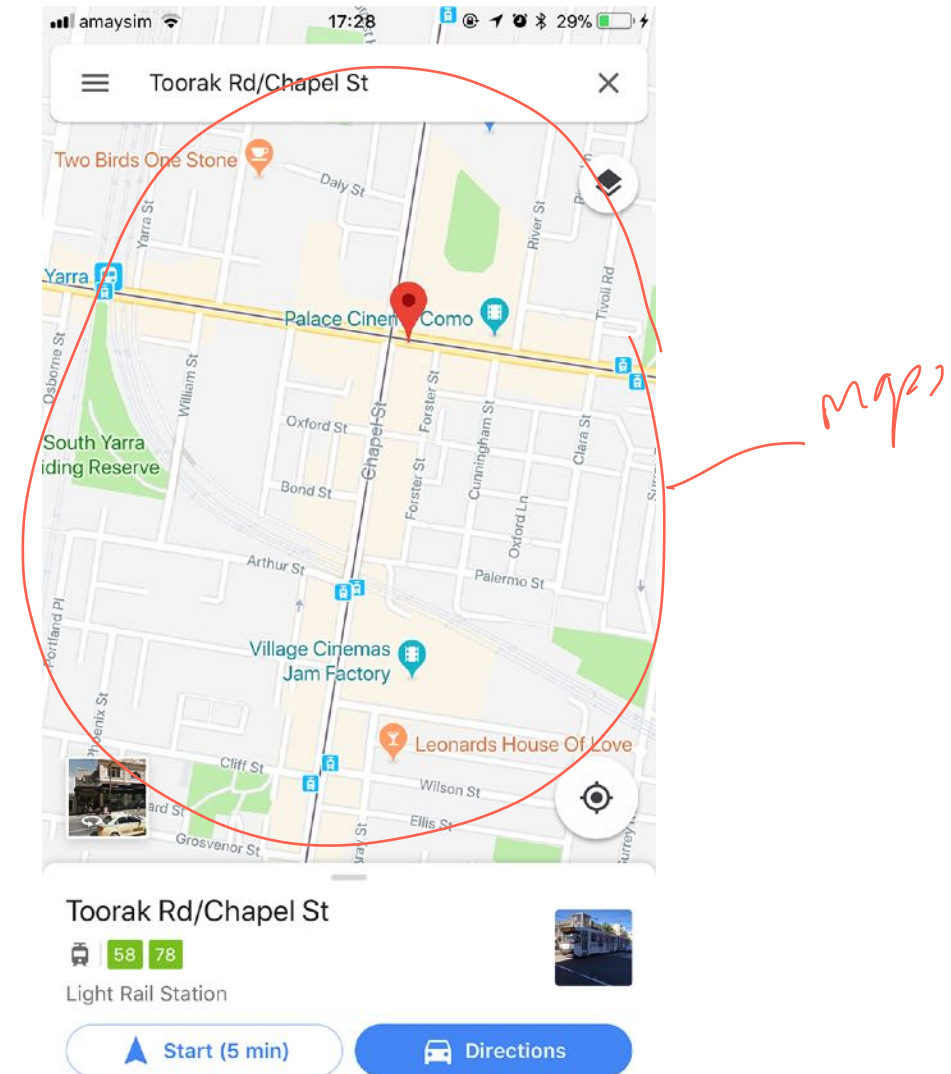 amaysim 17:28 29%
Toorak Rd/Chapel St
Two Birds One Stone
Daly St
Yarra St
River St
Yarra
Tivoli Rd
Palace Cinema Como
Osborne St
William St
Forster St
Oxford St
Chapel St
Cunningham St
Clara St
South Yarra
iding Reserve
Bond St
Forster St
Oxford Ln
Arthur St
Palermo St
Portland Pl
Village Cinemas
Jam Factory
Phoenix St
Leonards House Of Love
Cliff St
Wilson St
ard St
Ellis St
Grosvenor St
Toorak Rd/Chapel St
58 78
Light Rail Station
Start (5 min) Directions
maps